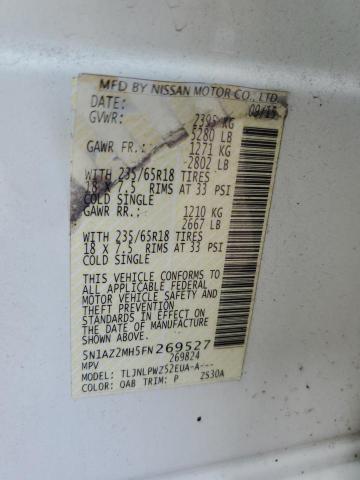 MFD BY NISSAN MOTOR CO., LTD.
DATE: 09/15
GVWR: 2395 KG
5280 LB
GAWR FR: 1271 KG
2802 LB
WITH 235/65R18 TIRES
18 X 7.5 RIMS AT 33 PSI
COLD SINGLE
GAWR RR.: 1210 KG
2667 LB
WITH 235/65R18 TIRES
18 X 7.5 RIMS AT 33 PSI
COLD SINGLE
THIS VEHICLE CONFORMS TO
ALL APPLICABLE FEDERAL
MOTOR VEHICLE SAFETY AND
THEFT PREVENTION
STANDARDS IN EFFECT ON
THE DATE OF MANUFACTURE
SHOWN ABOVE.
5N1AZ2MH5FN269527
MPV 269824
MODEL: TLJNLPWZ52EUA-A---
COLOR: QAB TRIM: P 2530A